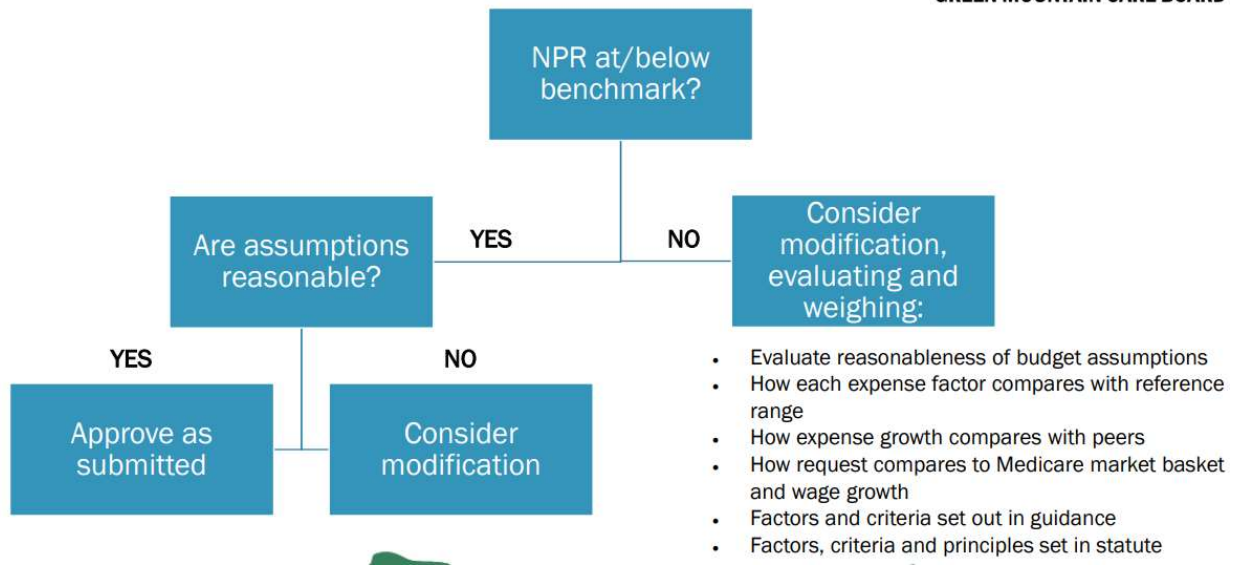 NPR at/below
benchmark?
Are assumptions
reasonable?
YES
NO
Consider
modification,
evaluating and
weighing:
YES
NO
Approve as
submitted
Consider
modification
• Evaluate reasonableness of budget assumptions
• How each expense factor compares with reference
range
• How expense growth compares with peers
• How request compares to Medicare market basket
and wage growth
• Factors and criteria set out in guidance
• Factors, criteria and principles set in statute